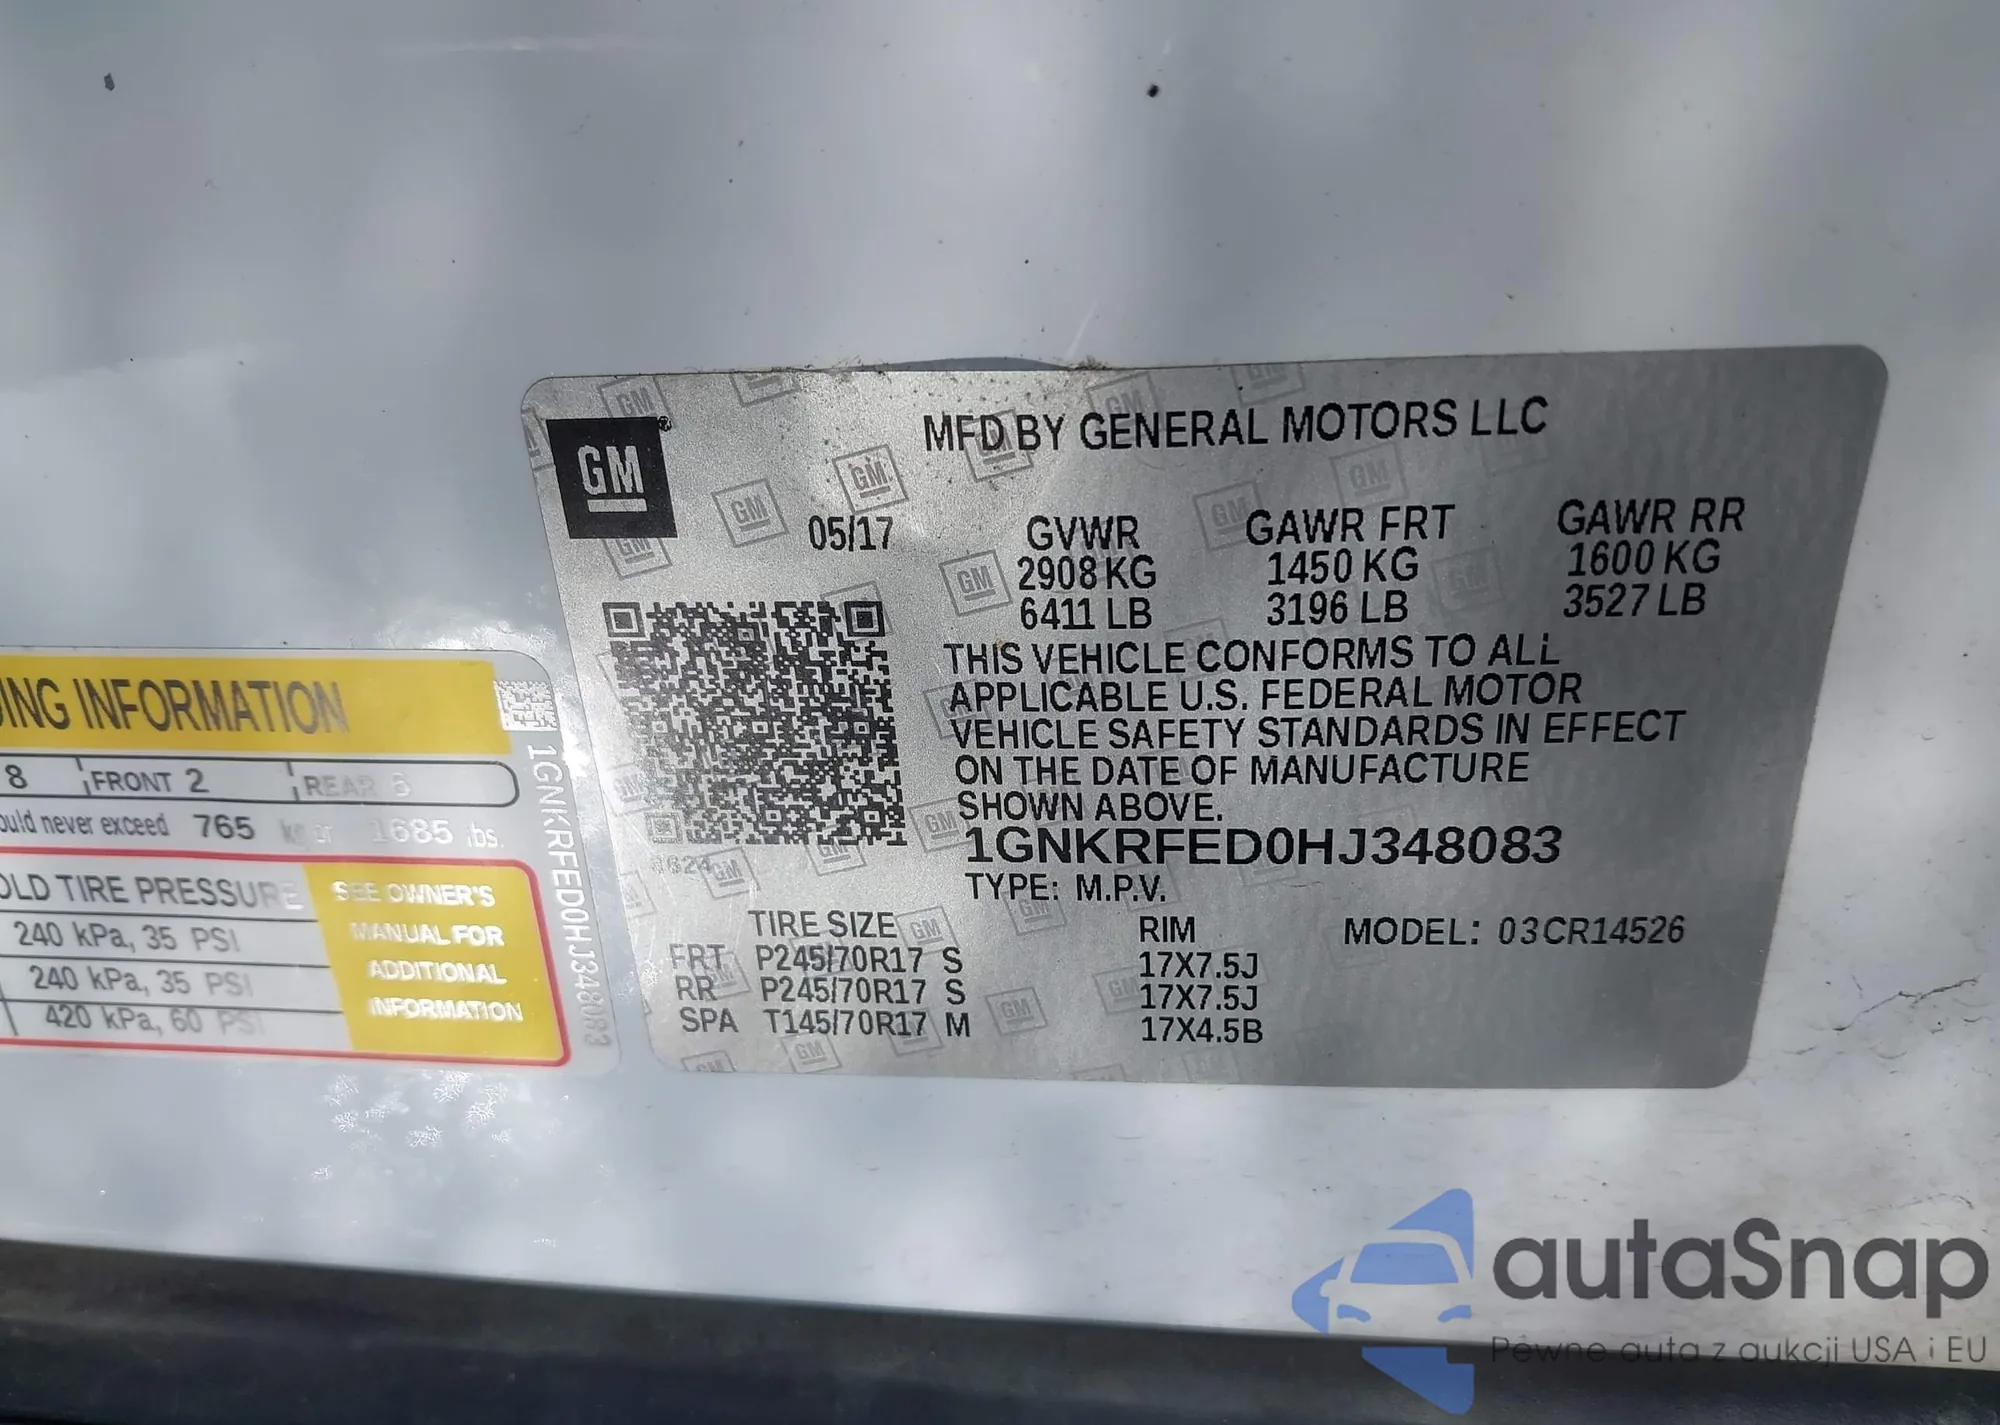 GM
MFD BY GENERAL MOTORS LLC
05/17
GVWR
2908 KG
6411 LB
GAWR FRT
1450 KG
3196 LB
GAWR RR
1600 KG
3527 LB
THIS VEHICLE CONFORMS TO ALL
APPLICABLE U.S. FEDERAL MOTOR
VEHICLE SAFETY STANDARDS IN EFFECT
ON THE DATE OF MANUFACTURE
SHOWN ABOVE.
1GNKRFED0HJ348083
TYPE: M.P.V.
TIRE SIZE RIM MODEL: 03CR14526
FRT P245/70R17 S 17X7.5J
RR P245/70R17 S 17X7.5J
SPA T145/70R17 M 17X4.5B
INFORMATION
8 FRONT 2 REAR 6
never exceed 765 kg or 1685 lbs.
TIRE PRESSURE
240 kPa, 35 PSI
240 kPa, 35 PSI
420 kPa, 60 PSI
SEE OWNER'S
MANUAL FOR
ADDITIONAL
INFORMATION
1GNKRFED0HJ348083
autaSnap
Pewne auta z aukcji USA i EU